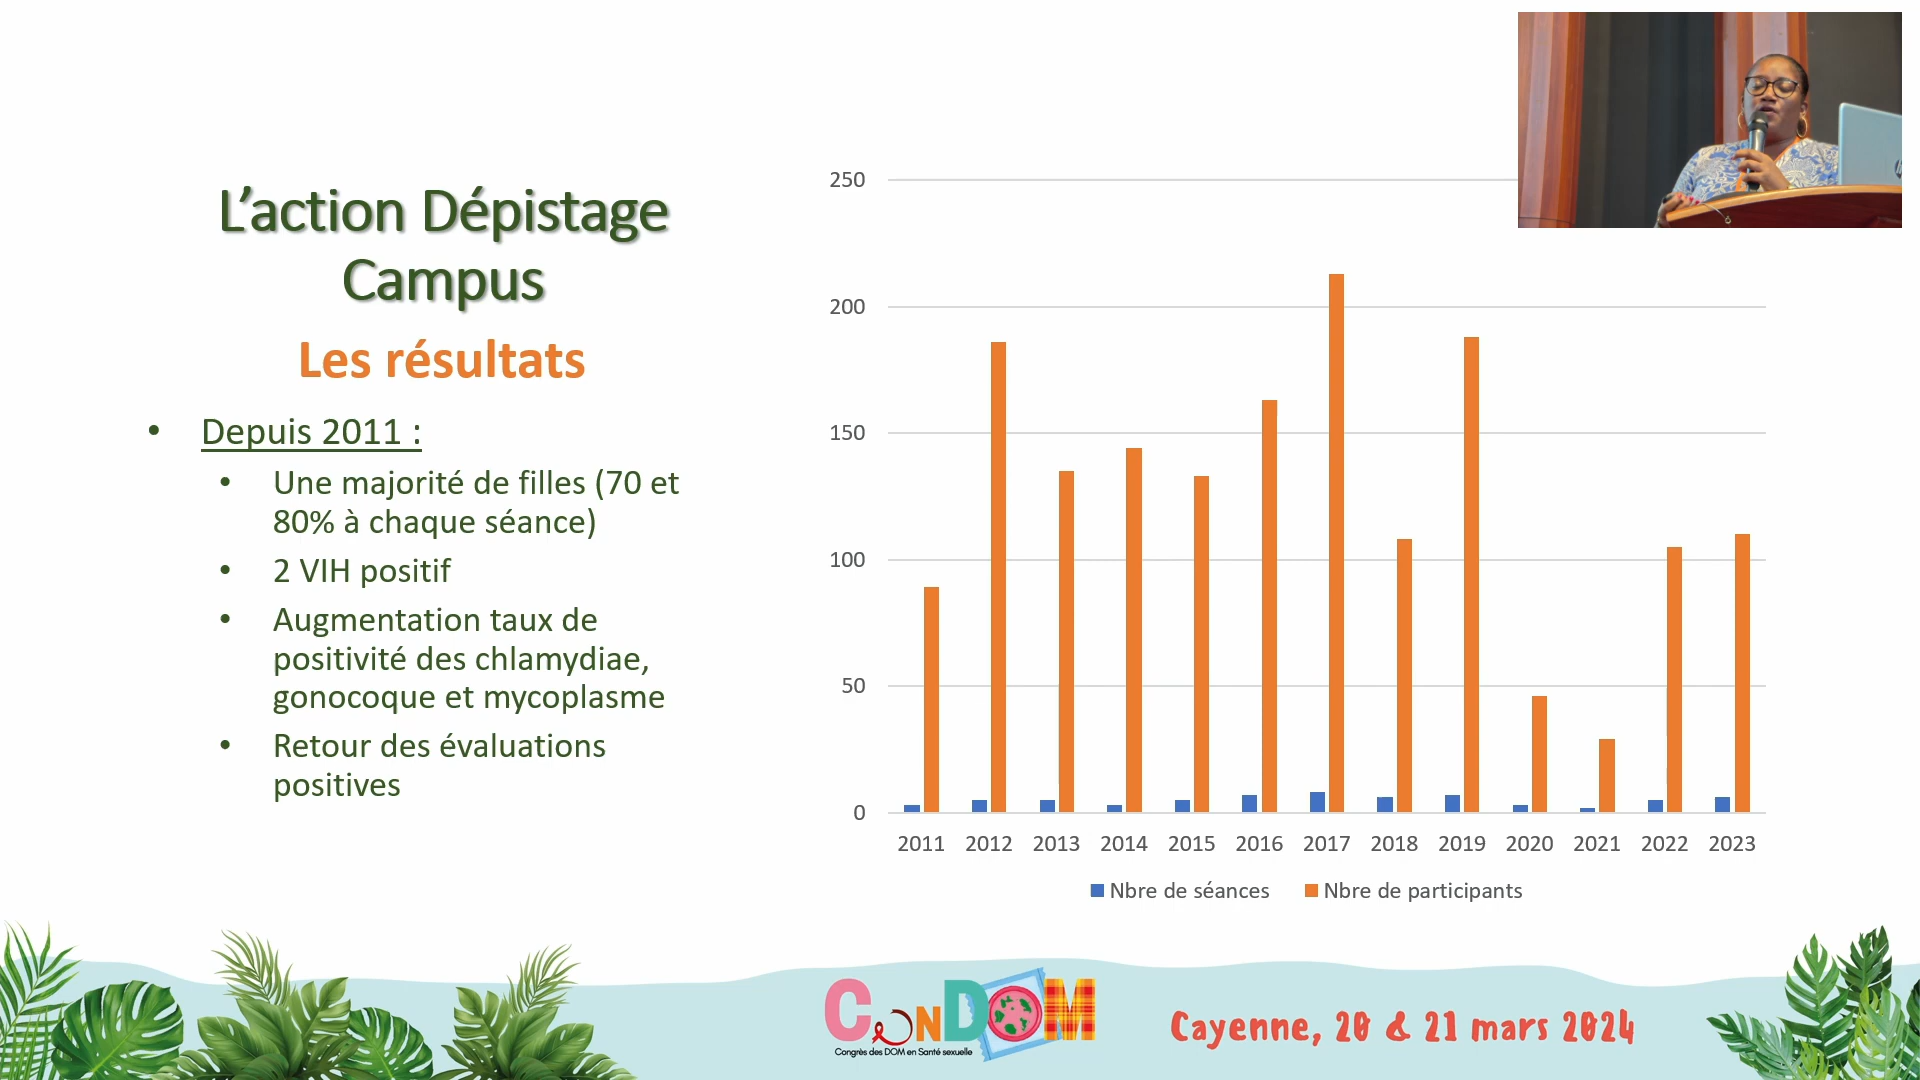 L'action Dépistage
Campus
Les résultats
• Depuis 2011 :
• Une majorité de filles (70 et
80% à chaque séance)
• 2 VIH positif
• Augmentation taux de
positivité des chlamydiae,
gonocoque et mycoplasme
• Retour des évaluations
positives
250
200
150
100
50
0
2011 2012 2013 2014 2015 2016 2017 2018 2019 2020 2021 2022 2023
Nbre de séances Nbre de participants
ConDOM
Congrès des DOM en Santé sexuelle
Cayenne, 20 & 21 mars 2024